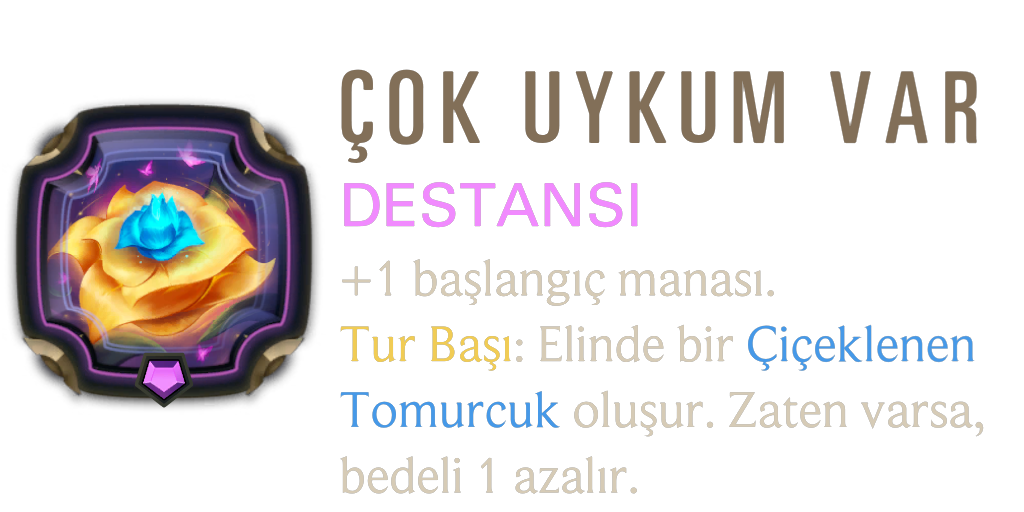 ÇOK UYKUM VAR
DESTANSI
+1 başlangıç manası.
Tur Başı: Elinde bir Çiçeklenen
Tomurcuk oluşur. Zaten varsa,
bedeli 1 azalır.